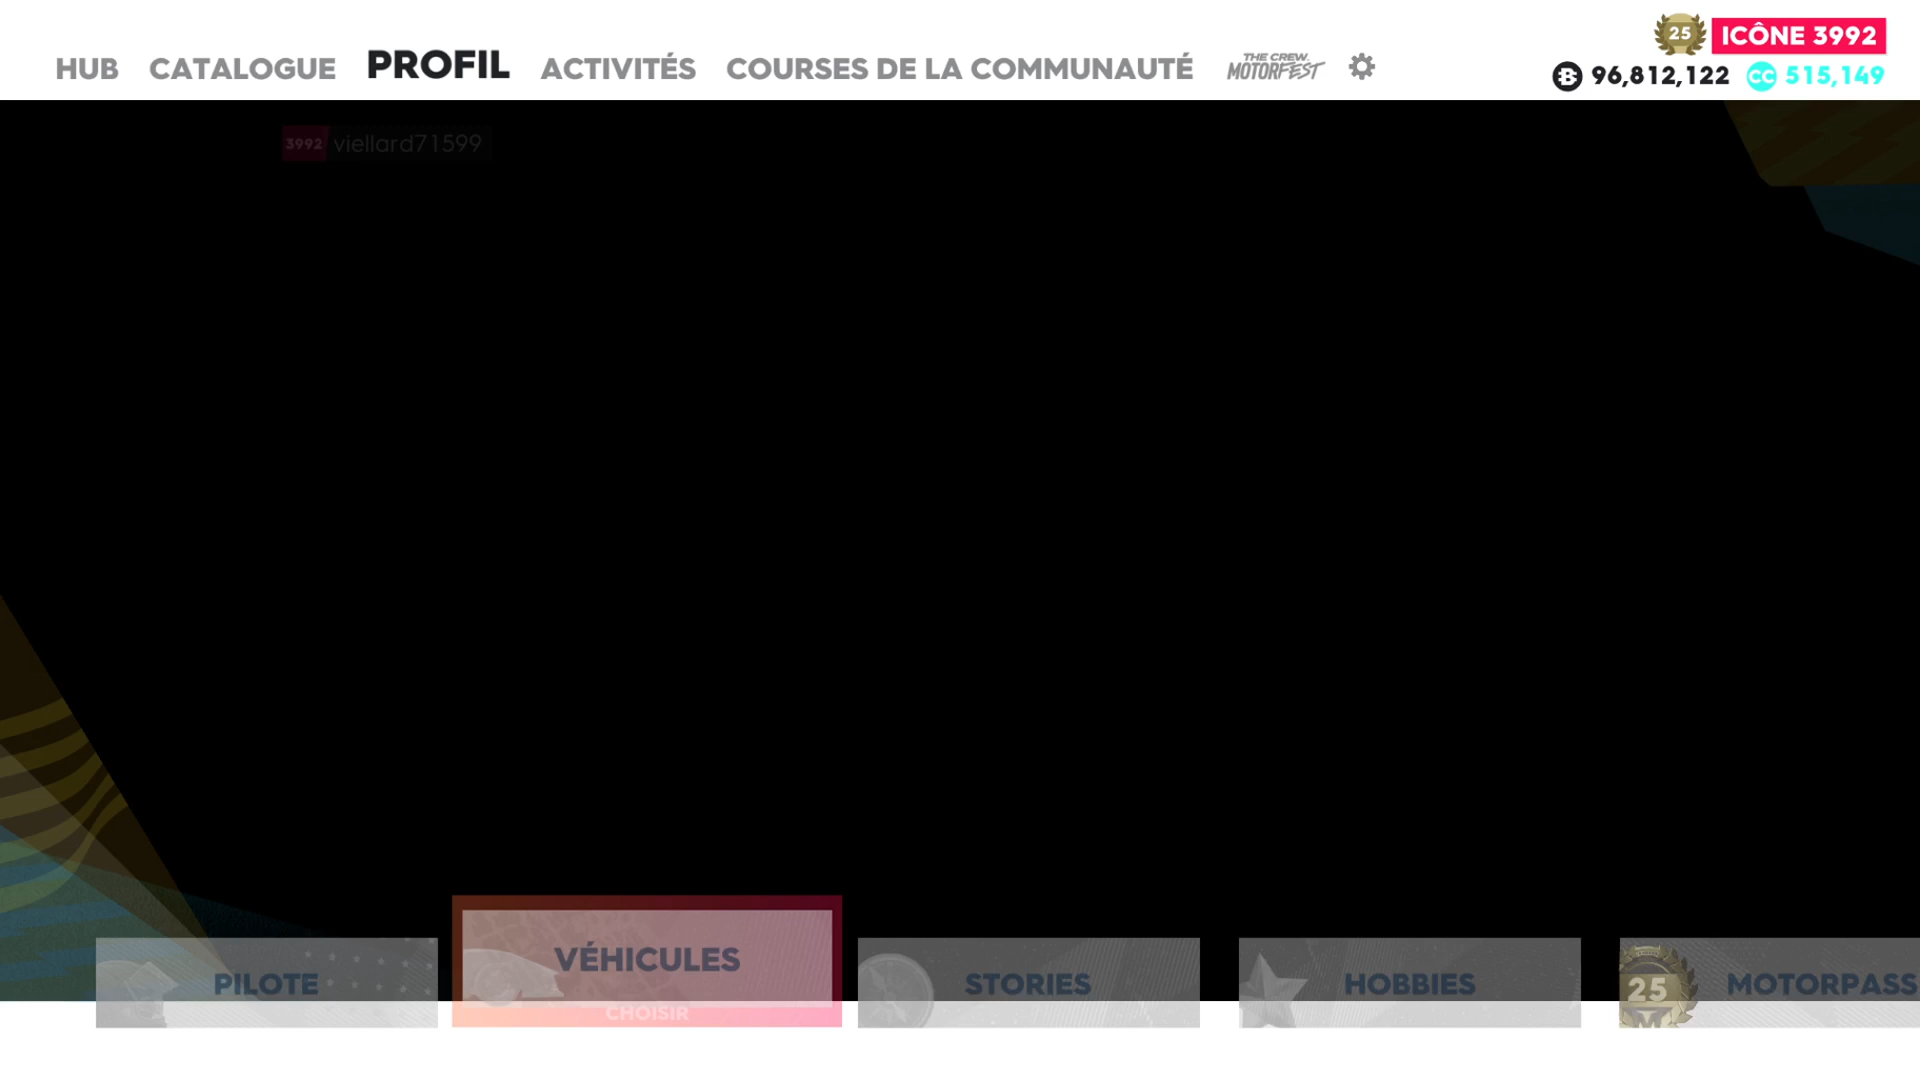 25 ICÔNE 3992
HUB CATALOGUE PROFIL ACTIVITÉS COURSES DE LA COMMUNAUTÉ THE CREW MOTORFEST
96,812,122 CC 515,149
3992 viellard71599
PILOTE VÉHICULES STORIES HOBBIES 25 MOTORPASS
CHOISIR